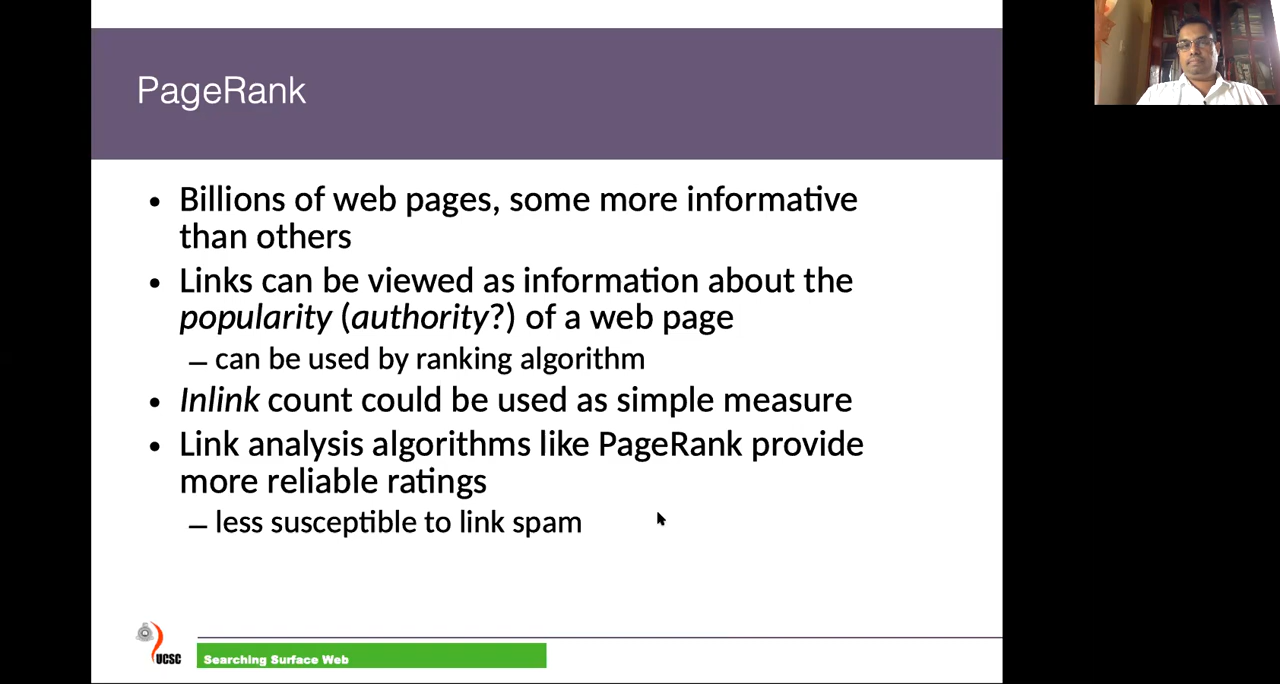 PageRank
• Billions of web pages, some more informative
than others
• Links can be viewed as information about the
popularity (authority?) of a web page
– can be used by ranking algorithm
• Inlink count could be used as simple measure
• Link analysis algorithms like PageRank provide
more reliable ratings
– less susceptible to link spam
UCSC
Searching Surface Web